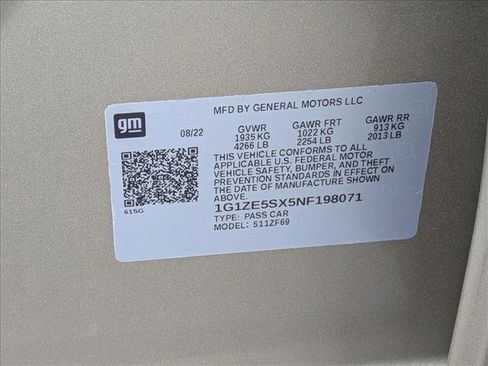 MFD BY GENERAL MOTORS LLC
gm
08/22 GVWR GAWR FRT GAWR RR
1935 KG 1022 KG 913 KG
4266 LB 2254 LB 2013 LB
THIS VEHICLE CONFORMS TO ALL
APPLICABLE U.S. FEDERAL MOTOR
VEHICLE SAFETY, BUMPER, AND THEFT
PREVENTION STANDARDS IN EFFECT ON
THE DATE OF MANUFACTURE SHOWN
ABOVE.
615G
1G1ZE5SX5NF198071
TYPE: PASS CAR
MODEL: 511ZF69